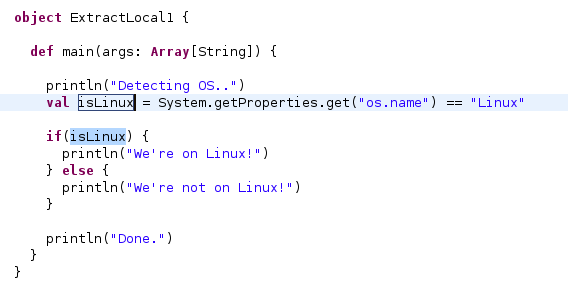 object ExtractLocal1 {
def main(args: Array[String]) {
println("Detecting OS..")
val isLinux = System.getProperties.get("os.name") == "Linux"
if(isLinux) {
println("We're on Linux!")
} else {
println("We're not on Linux!")
}
println("Done.")
}
}